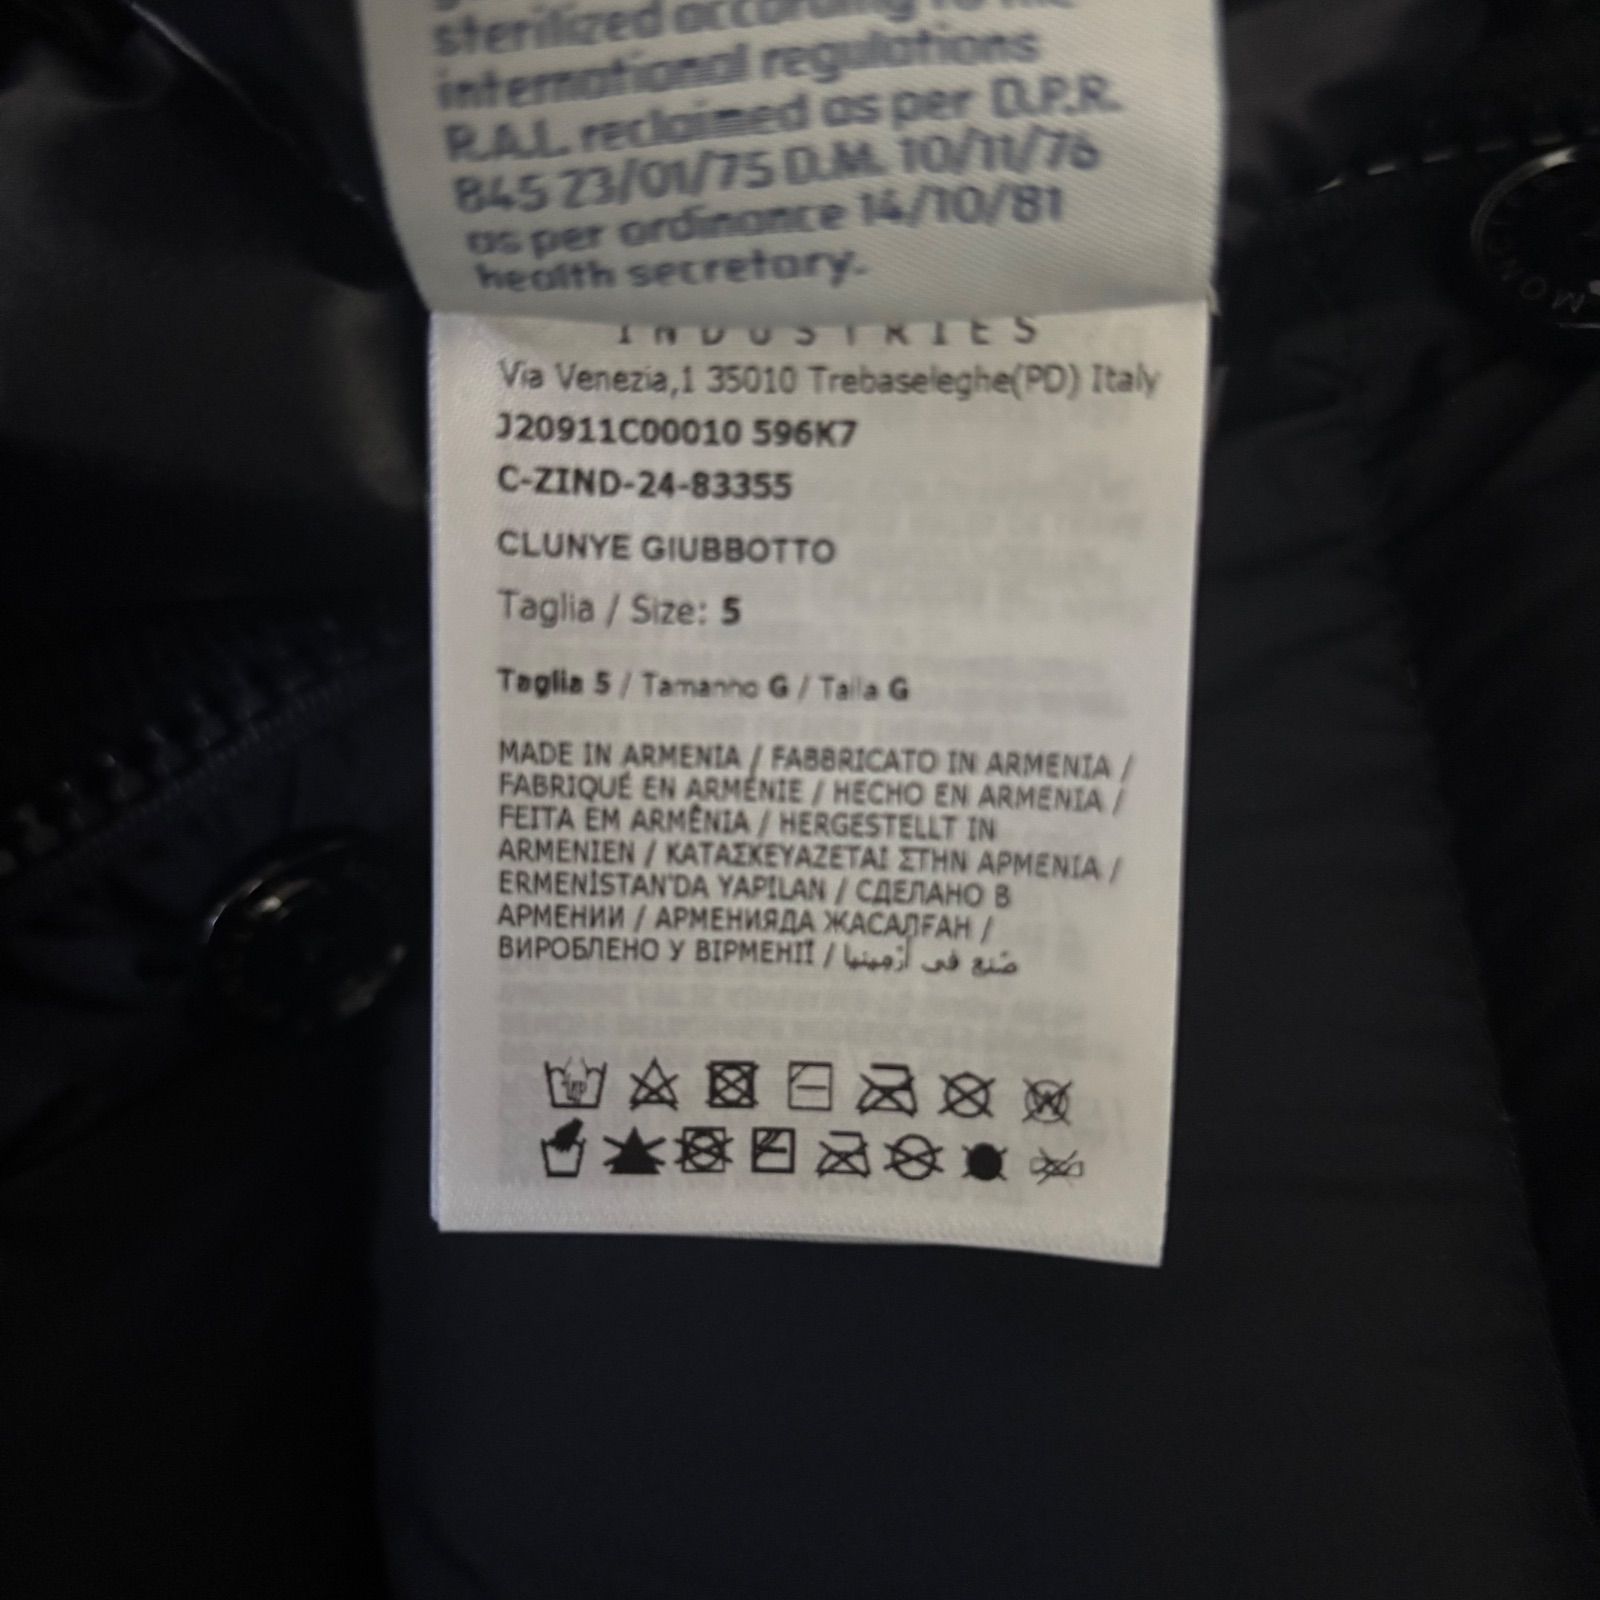 sterilized according to the
international regulations
R.A.L. reclaimed as per D.P.R.
845 23/01/75 D.M. 10/11/76
as per ordinance 14/10/81
health secretary.
INDUSTRIES
Via Venezia,1 35010 Trebaseleghe(PD) Italy
J20911C00010 596K7
C-ZIND-24-83355
CLUNYE GIUBBOTTO
Taglia / Size: 5
Taglia 5 / Tamanho G / Talla G
MADE IN ARMENIA / FABBRICATO IN ARMENIA /
FABRIQUÉ EN ARMÉNIE / HECHO EN ARMENIA /
FEITA EM ARMÊNIA / HERGESTELLT IN
ARMENIEN / ΚΑΤΑΣΚΕΥΑΖΕΤΑΙ ΣΤΗΝ ΑΡΜΕΝΙΑ /
ERMENİSTAN'DA YAPILAN / СДЕЛАНО В
АРМЕНИИ / АРМЕНИЯДА ЖАСАЛҒАН /
ВИРОБЛЕНО У ВІРМЕНІЇ / صُنع في أرْمينيا